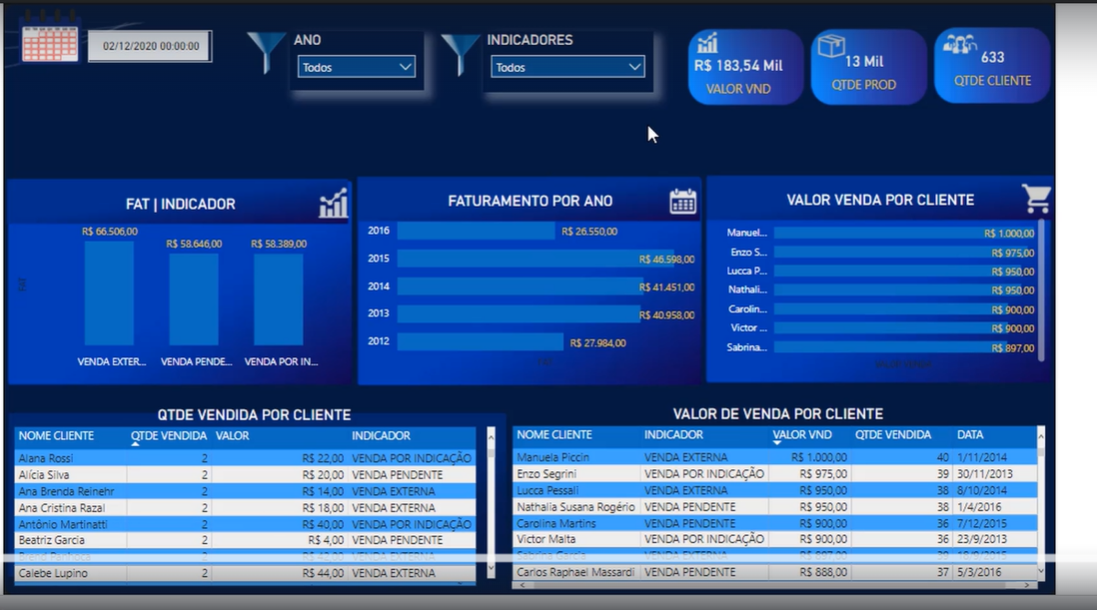 02/12/2020 00:00:00
ANO
Todos
INDICADORES
Todos
R$ 183,54 Mil
VALOR VND
13 Mil
QTDE PROD
633
QTDE CLIENTE
FAT | INDICADOR
R$ 66.506,00
R$ 58.646,00
R$ 58.389,00
VENDA EXTER...
VENDA PENDE...
VENDA POR IN...
FATURAMENTO POR ANO
2016 R$ 26.550,00
2015 R$ 46.598,00
2014 R$ 41.451,00
2013 R$ 40.958,00
2012 R$ 27.984,00
VALOR VENDA POR CLIENTE
Manuel... R$ 1.000,00
Enzo S... R$ 975,00
Lucca P... R$ 950,00
Nathali... R$ 950,00
Carolin... R$ 900,00
Victor ... R$ 900,00
Sabrina... R$ 897,00
QTDE VENDIDA POR CLIENTE
NOME CLIENTE QTDE VENDIDA VALOR INDICADOR
Alana Rossi 2 R$ 22,00 VENDA POR INDICAÇÃO
Alícia Silva 2 R$ 20,00 VENDA PENDENTE
Ana Brenda Reinehr 2 R$ 14,00 VENDA EXTERNA
Ana Cristina Razal 2 R$ 18,00 VENDA EXTERNA
Antônio Martinatti 2 R$ 40,00 VENDA POR INDICAÇÃO
Beatriz Garcia 2 R$ 4,00 VENDA PENDENTE
2 VENDA EXTERNA
Calebe Lupino 2 R$ 44,00 VENDA EXTERNA
VALOR DE VENDA POR CLIENTE
NOME CLIENTE INDICADOR VALOR VND QTDE VENDIDA DATA
Manuela Piccin VENDA EXTERNA R$ 1.000,00 40 1/11/2014
Enzo Segrini VENDA POR INDICAÇÃO R$ 975,00 39 30/11/2013
Lucca Pessali VENDA EXTERNA R$ 950,00 38 8/10/2014
Nathalia Susana Rogério VENDA PENDENTE R$ 950,00 38 1/4/2016
Carolina Martins VENDA PENDENTE R$ 900,00 36 7/12/2015
Victor Malta VENDA POR INDICAÇÃO R$ 900,00 36 23/9/2013
Sabrina Garcia VENDA EXTERNA R$ 897,00 39
Carlos Raphael Massardi VENDA PENDENTE R$ 888,00 37 5/3/2016